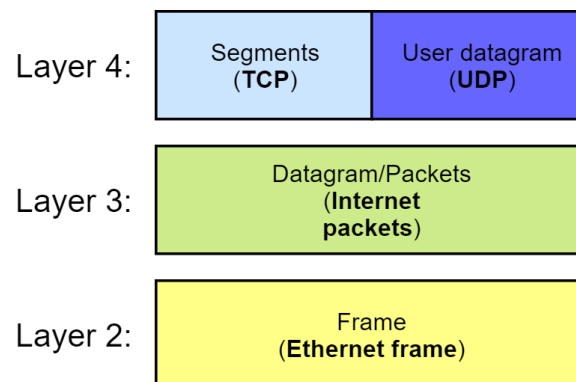 Layer 4:
Segments
(TCP)
User datagram
(UDP)
Layer 3:
Datagram/Packets
(Internet
packets)
Layer 2:
Frame
(Ethernet frame)